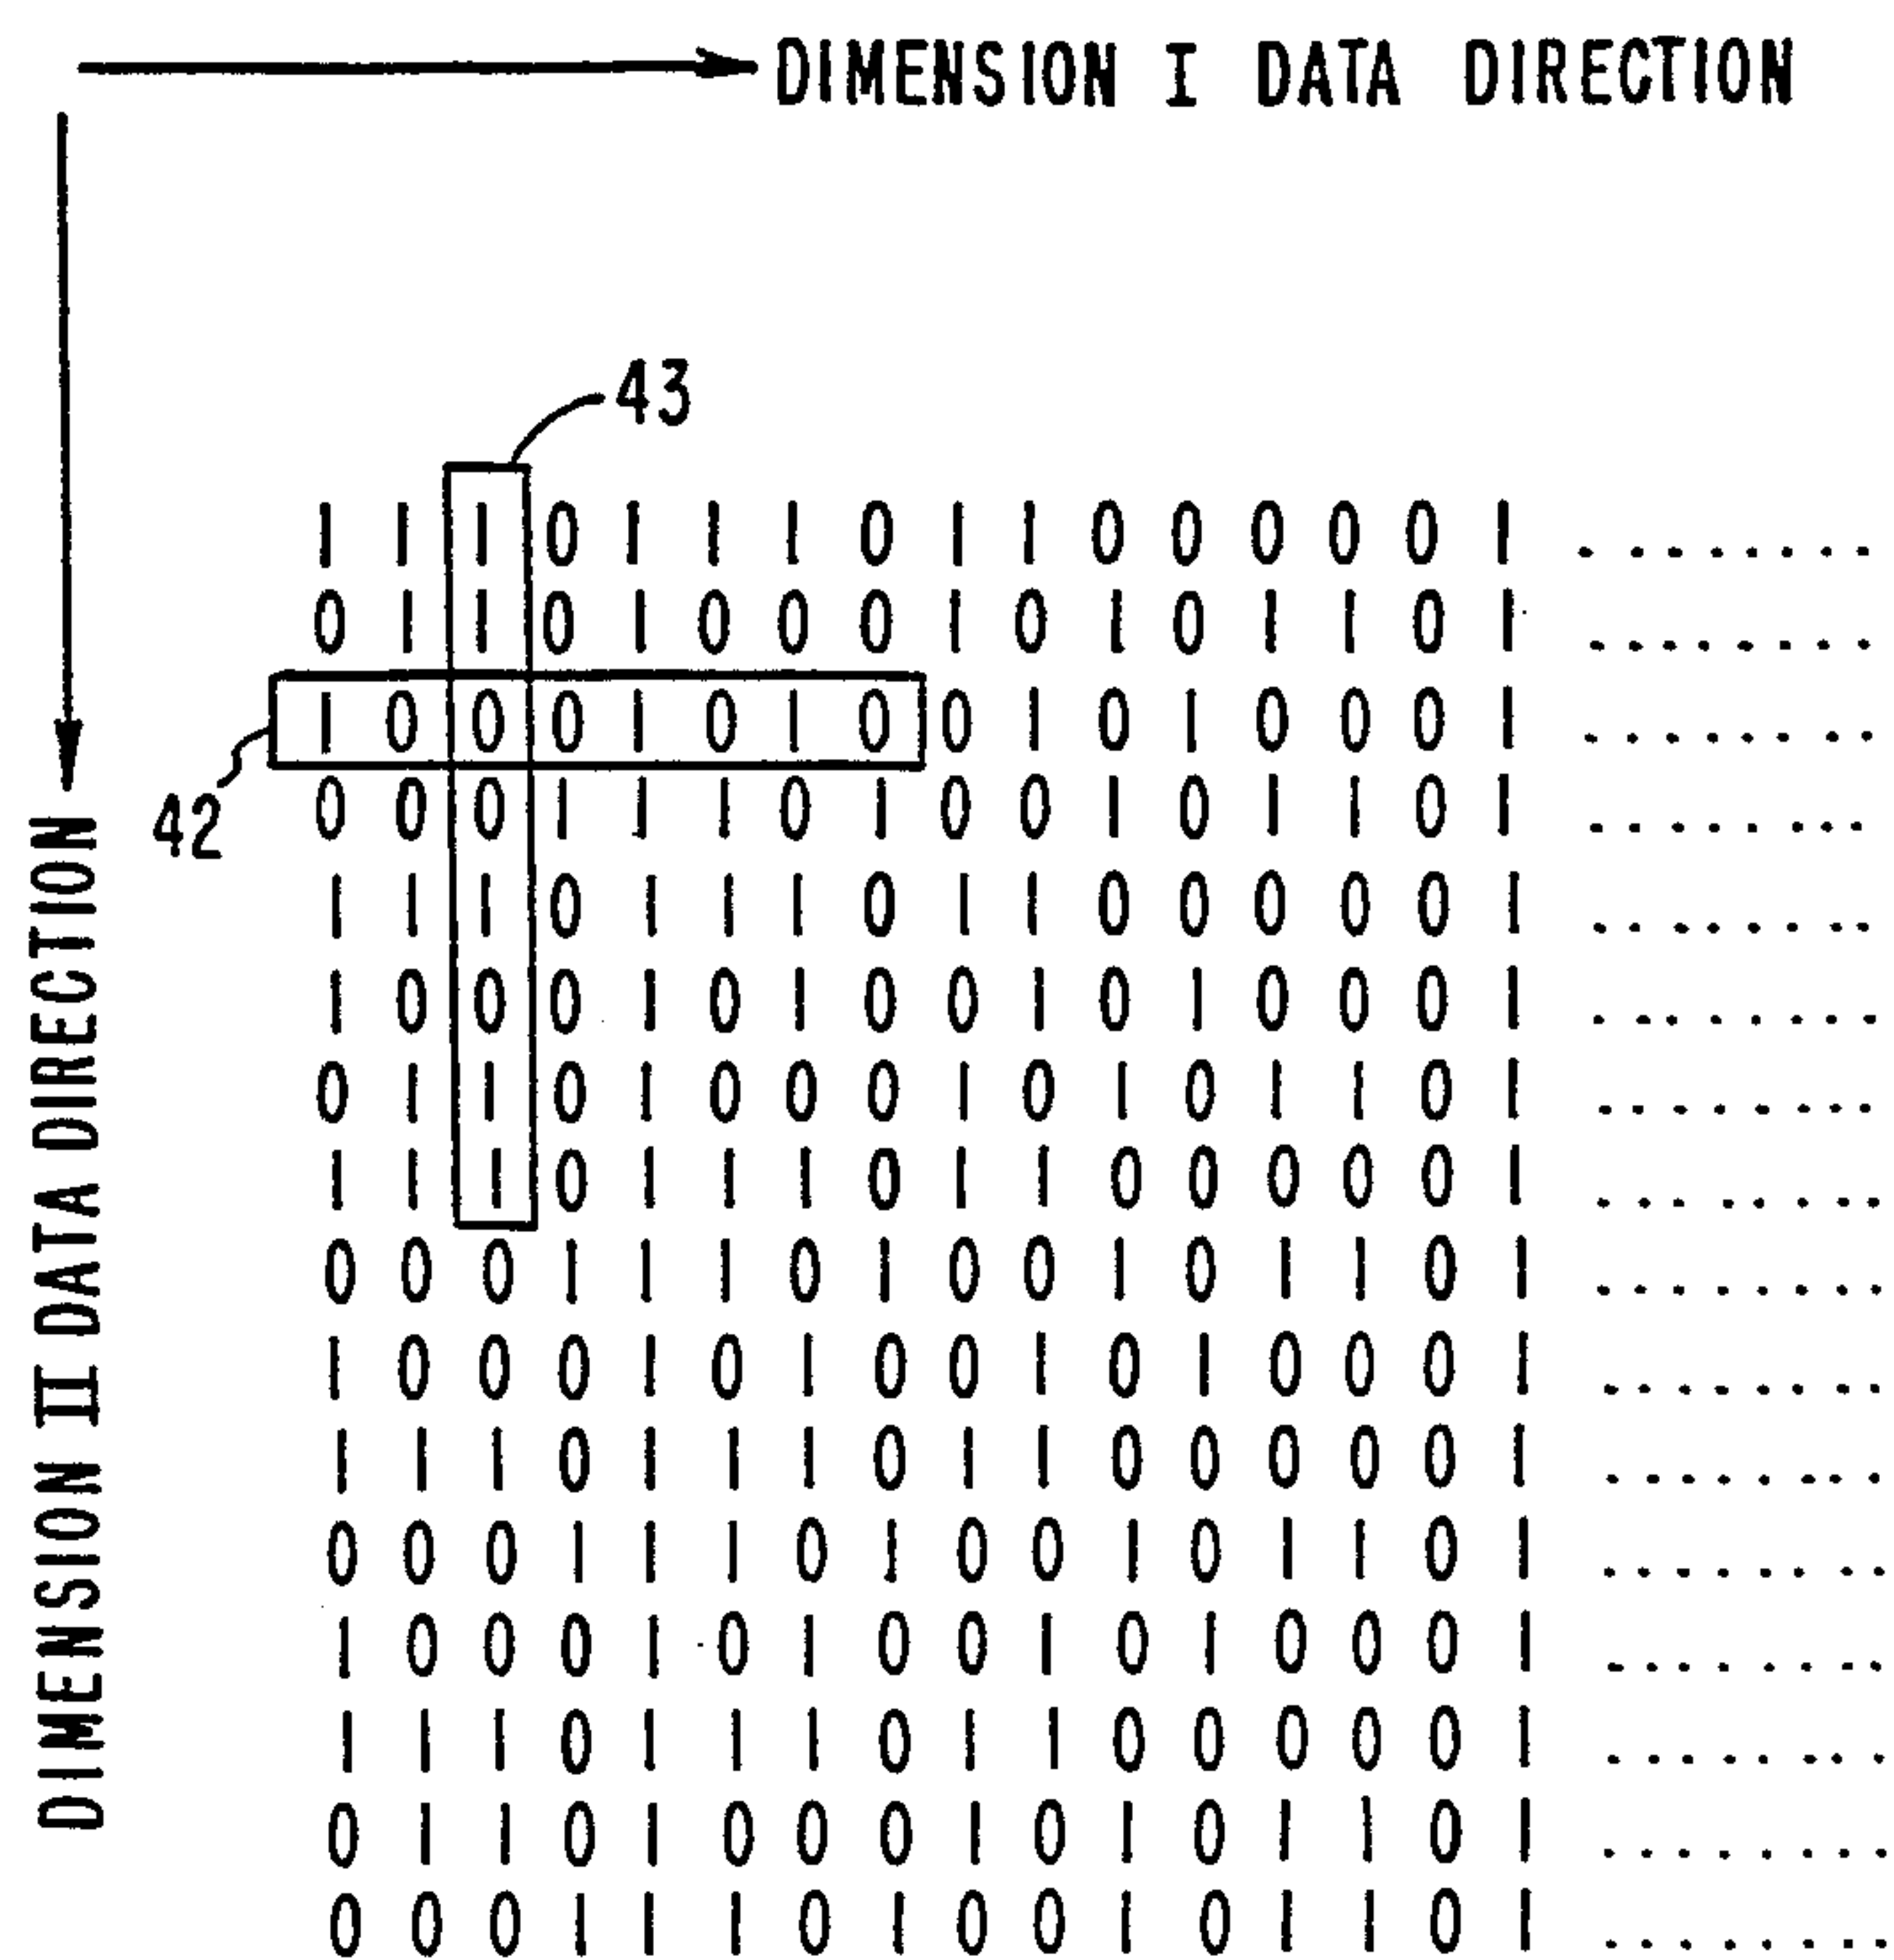 DIMENSION I DATA DIRECTION
DIMENSION II DATA DIRECTION
43
42
1 1 1 0 1 1 1 0 1 1 0 0 0 0 0 1 ........
0 1 1 0 1 0 0 0 1 0 1 0 1 1 0 1 ........
1 0 0 0 1 0 1 0 0 1 0 1 0 0 0 1 ........
0 0 0 1 1 1 0 1 0 0 1 0 1 1 0 1 ........
1 1 1 0 1 1 1 0 1 1 0 0 0 0 0 1 ........
1 0 0 0 1 0 1 0 0 1 0 1 0 0 0 1 ........
0 1 1 0 1 0 0 0 1 0 1 0 1 1 0 1 ........
1 1 1 0 1 1 1 0 1 1 0 0 0 0 0 1 ........
0 0 0 1 1 1 0 1 0 0 1 0 1 1 0 1 ........
1 0 0 0 1 0 1 0 0 1 0 1 0 0 0 1 ........
1 1 1 0 1 1 1 0 1 1 0 0 0 0 0 1 ........
0 0 0 1 1 1 0 1 0 0 1 0 1 1 0 1 ........
1 0 0 0 1 0 1 0 0 1 0 1 0 0 0 1 ........
1 1 1 0 1 1 1 0 1 1 0 0 0 0 0 1 ........
0 1 1 0 1 0 0 0 1 0 1 0 1 1 0 1 ........
0 0 0 1 1 1 0 1 0 0 1 0 1 1 0 1 ........